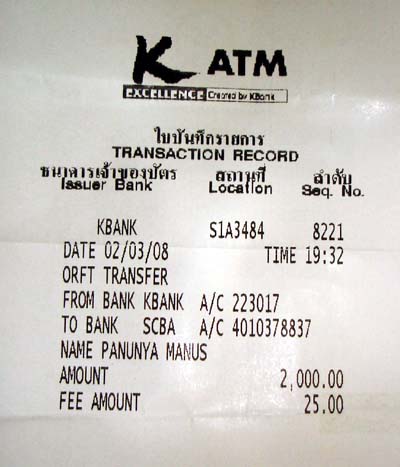 K ATM
EXCELLENCE Created by KBank
ใบบันทึกรายการ
TRANSACTION RECORD
ธนาคารเจ้าของบัตร สถานที่ ลำดับ
Issuer Bank Location Seq. No.
KBANK S1A3484 8221
DATE 02/03/08 TIME 19:32
ORFT TRANSFER
FROM BANK KBANK A/C 223017
TO BANK SCBA A/C 4010378837
NAME PANUNYA MANUS
AMOUNT 2,000.00
FEE AMOUNT 25.00